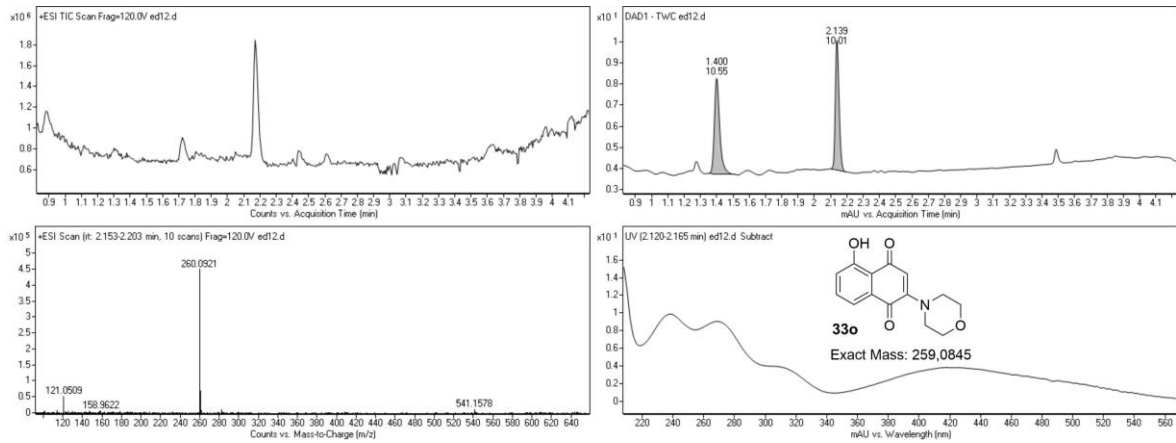 x10 6
+ESI TIC Scan Frag=120.0V ed12.d
1.8
1.6
1.4
1.2
1
0.8
0.6
0.9 1 1.1 1.2 1.3 1.4 1.5 1.6 1.7 1.8 1.9 2 2.1 2.2 2.3 2.4 2.5 2.6 2.7 2.8 2.9 3 3.1 3.2 3.3 3.4 3.5 3.6 3.7 3.8 3.9 4 4.1
Counts vs. Acquisition Time (min)
x10 1
DAD1 - TWC ed12.d
1
0.9
0.8
0.7
0.6
0.5
0.4
0.3
1.400
10.55
2.139
10.01
0.9 1 1.1 1.2 1.3 1.4 1.5 1.6 1.7 1.8 1.9 2 2.1 2.2 2.3 2.4 2.5 2.6 2.7 2.8 2.9 3 3.1 3.2 3.3 3.4 3.5 3.6 3.7 3.8 3.9 4 4.1
mAU vs. Acquisition Time (min)
x10 5
+ESI Scan (rt: 2.153-2.203 min, 10 scans) Frag=120.0V ed12.d
4.5
4
3.5
3
2.5
2
1.5
1
0.5
0
260.0921
121.0509
158.9622
541.1578
100 120 140 160 180 200 220 240 260 280 300 320 340 360 380 400 420 440 460 480 500 520 540 560 580 600 620 640
Counts vs. Mass-to-Charge (m/z)
x10 1
UV (2.120-2.165 min) ed12.d Subtract
1.6
1.4
1.2
1
0.8
0.6
0.4
0.2
0
OH
O
N
O
O
33o
Exact Mass: 259,0845
220 240 260 280 300 320 340 360 380 400 420 440 460 480 500 520 540 560
mAU vs. Wavelength (nm)